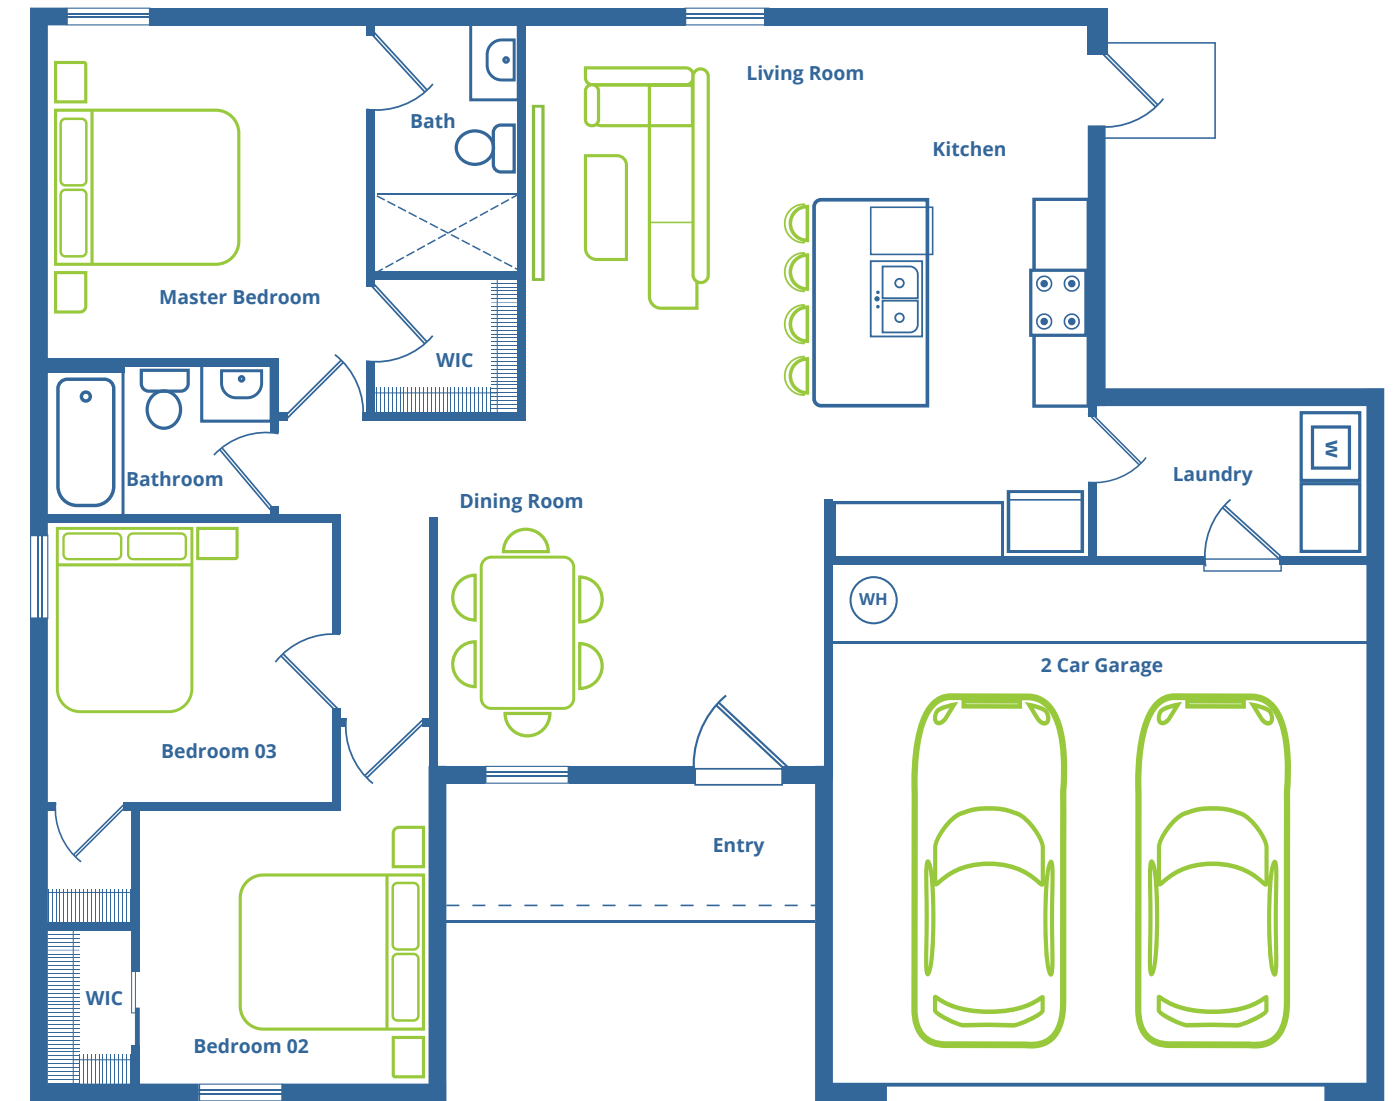 Living Room
Bath
Kitchen
Master Bedroom
WIC
W
Laundry
Bathroom
Dining Room
WH
2 Car Garage
Bedroom 03
Entry
WIC
Bedroom 02